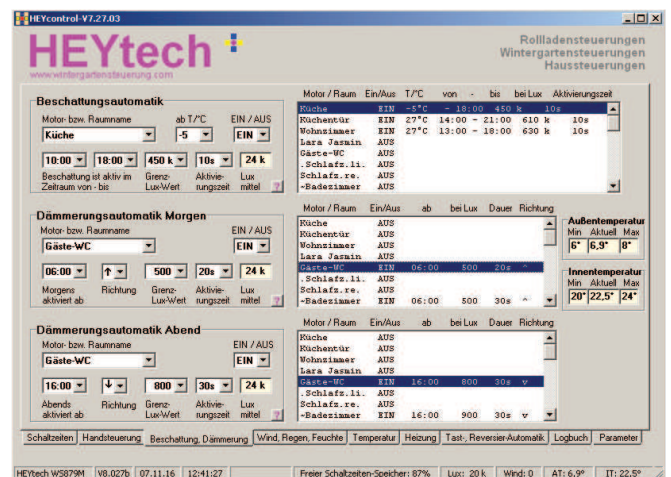 HEYcontrol-V7.27.03
HEYtech
www.wintergartensteuerung.com
Rollladensteuerungen
Wintergartensteuerungen
Haussteuerungen
Beschattungsautomatik
Motor- bzw. Raumname ab T/°C EIN / AUS
Küche -5 EIN
10:00 18:00 450 k 10s 24 k
Beschattung ist aktiv im Grenz- Aktivie- Lux
Zeitraum von - bis Lux-Wert rungszeit mittel ?
Motor / Raum Ein/Aus T/°C von - bis bei Lux Aktivierungszeit
Küche EIN -5°C - 18:00 450 k 10s
Küchentür EIN 27°C 14:00 - 21:00 610 k 10s
Wohnzimmer EIN 27°C 13:00 - 18:00 630 k 10s
Lara Jasmin AUS
Gäste-WC AUS
.Schlafz.li. AUS
Schlafz.re. AUS
~Badezimmer AUS
Dämmerungsautomatik Morgen
Motor- bzw. Raumname EIN / AUS
Gäste-WC EIN
06:00 ↑ 500 20s 24 k
Morgens Richtung Grenz- Aktivie- Lux
aktiviert ab Lux-Wert rungszeit mittel ?
Motor / Raum Ein/Aus ab bei Lux Dauer Richtung
Küche AUS
Küchentür AUS
Wohnzimmer AUS
Lara Jasmin AUS
Gäste-WC EIN 06:00 500 20s ^
.Schlafz.li. AUS
Schlafz.re. AUS
~Badezimmer EIN 06:00 500 30s ^
Außentemperatur
Min Aktuell Max
6° 6,9° 8°
Innentemperatur
Min Aktuell Max
20° 22,5° 24°
Dämmerungsautomatik Abend
Motor- bzw. Raumname EIN / AUS
Gäste-WC EIN
16:00 ↓ 800 30s 24 k
Abends Richtung Grenz- Aktivie- Lux
aktiviert ab Lux-Wert rungszeit mittel ?
Motor / Raum Ein/Aus ab bei Lux Dauer Richtung
Küche AUS
Küchentür AUS
Wohnzimmer AUS
Lara Jasmin AUS
Gäste-WC EIN 16:00 800 30s v
.Schlafz.li. AUS
Schlafz.re. AUS
~Badezimmer EIN 16:00 900 30s v
Schaltzeiten Handsteuerung Beschattung, Dämmerung Wind, Regen, Feuchte Temperatur Heizung Tast-, Reversier-Automatik Logbuch Parameter
HEYtech WS879M V8.027b 07.11.16 12:41:27 Freier Schaltzeiten-Speicher: 87% Lux: 20 k Wind: 0 AT: 6,9° IT: 22,5°